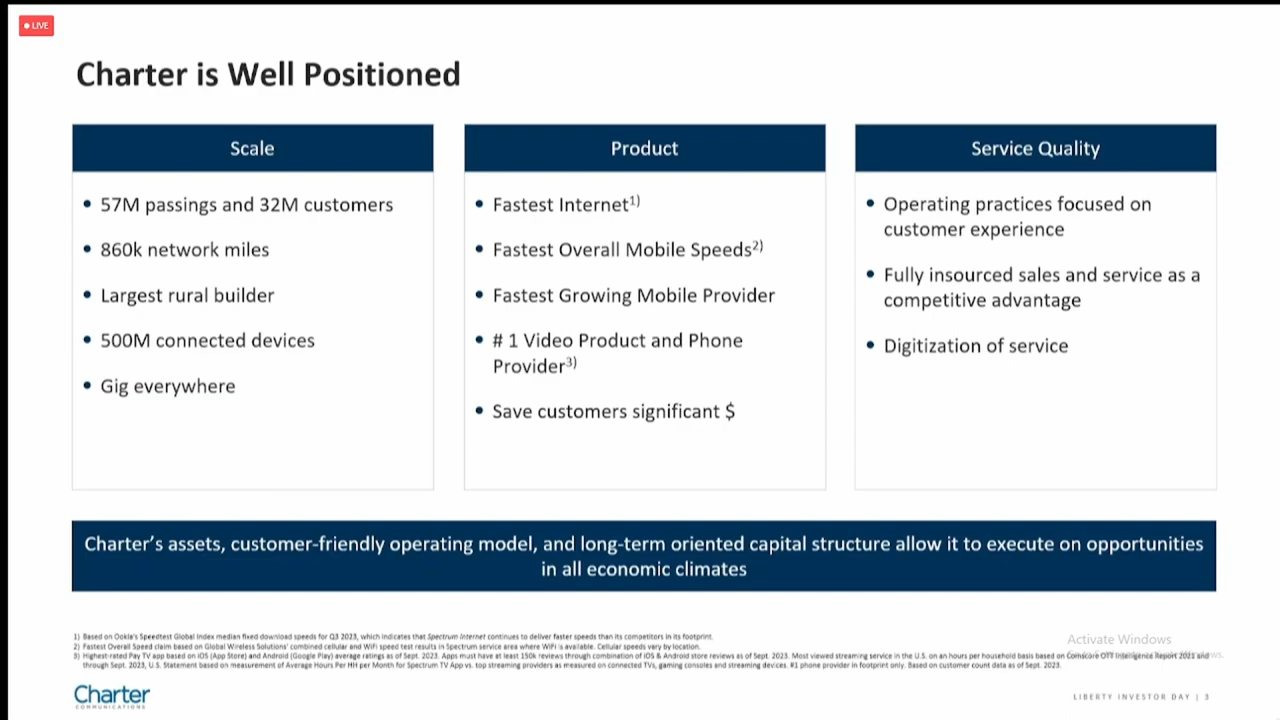 LIVE
Charter is Well Positioned
Scale
57M passings and 32M customers
860k network miles
Largest rural builder
500M connected devices
Gig everywhere
Product
Fastest Internet1)
Fastest Overall Mobile Speeds2)
Fastest Growing Mobile Provider
# 1 Video Product and Phone
Provider3)
Save customers significant $
Service Quality
Operating practices focused on
customer experience
Fully insourced sales and service as a
competitive advantage
Digitization of service
Charter’s assets, customer-friendly operating model, and long-term oriented capital structure allow it to execute on opportunities
in all economic climates
1) Based on Ookla's Speedtest Global Index median fixed download speeds for Q3 2023, which indicates that Spectrum Internet continues to deliver faster speeds than its competitors in its footprint.
2) Fastest Overall Speed claim based on Global Wireless Solutions' combined cellular and WiFi speed test results in Spectrum service area where WiFi is available. Cellular speeds vary by location.
3) Highest-rated Pay TV app based on iOS (App Store) and Android (Google Play) average ratings as of Sept. 2023. Apps must have at least 150k reviews through combination of iOS & Android store reviews as of Sept. 2023. Most viewed streaming service in the U.S. on an hours per household basis based on Comscore OTT Intelligence Report 2021 and
through Sept. 2023, U.S. Statement based on measurement of Average Hours Per HH per Month for Spectrum TV App vs. top streaming providers as measured on connected TVs, gaming consoles and streaming devices. #1 phone provider in footprint only. Based on customer count data as of Sept. 2023.
Activate Windows
Charter
COMMUNICATIONS
LIBERTY INVESTOR DAY | 3